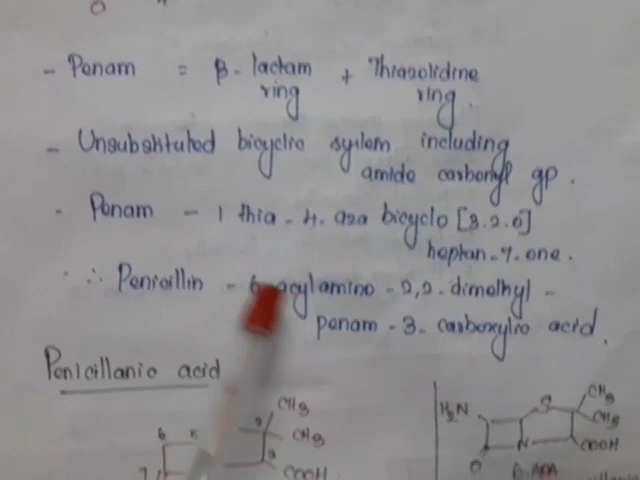 - Penam = β-lactam ring + Thiazolidine ring.
- Unsubstituted bicyclic system including
amide carbonyl gp.
- Penam - 1 thia-4-aza bicyclo [3.2.0]
heptan-7-one.
∴ Penicillin - 6-acylamino-2,2-dimethyl-
penam-3-carboxylic acid.
Penicillanic acid
CH3
CH3
COOH
6 5
H2N
S
CH3
CH3
COOH
N
O
6-APA